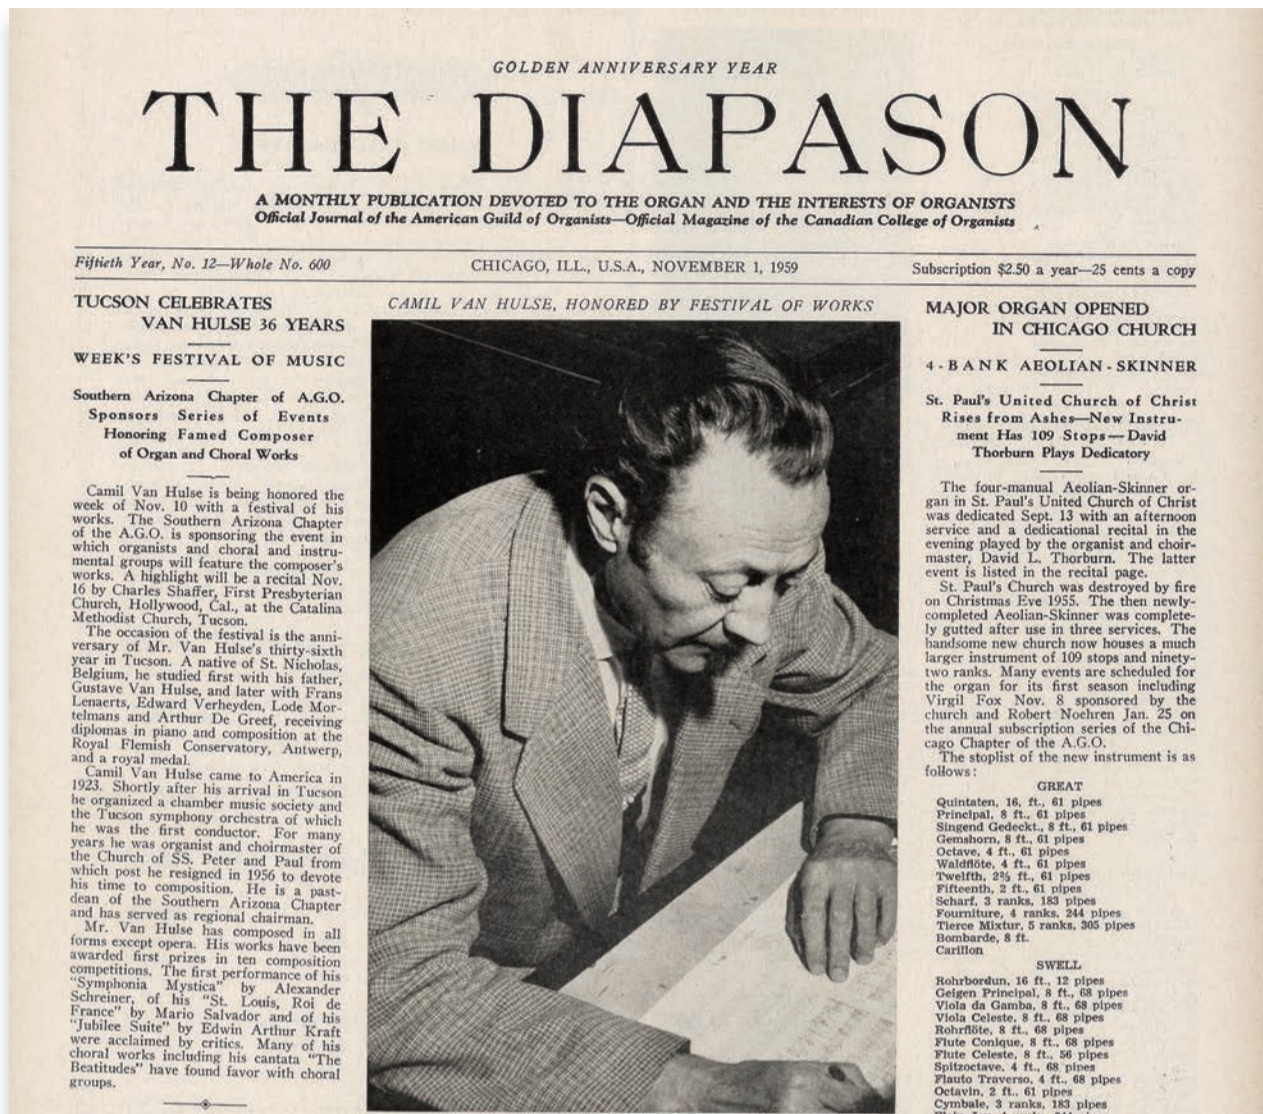 GOLDEN ANNIVERSARY YEAR
THE DIAPASON
A MONTHLY PUBLICATION DEVOTED TO THE ORGAN AND THE INTERESTS OF ORGANISTS
Official Journal of the American Guild of Organists—Official Magazine of the Canadian College of Organists
Fiftieth Year, No. 12—Whole No. 600
CHICAGO, ILL., U.S.A., NOVEMBER 1, 1959
Subscription $2.50 a year—25 cents a copy
TUCSON CELEBRATES
VAN HULSE 36 YEARS
WEEK'S FESTIVAL OF MUSIC
Southern Arizona Chapter of A.G.O.
Sponsors Series of Events
Honoring Famed Composer
of Organ and Choral Works
Camil Van Hulse is being honored the
week of Nov. 10 with a festival of his
works. The Southern Arizona Chapter
of the A.G.O. is sponsoring the event in
which organists and choral and instru-
mental groups will feature the composer's
works. A highlight will be a recital Nov.
16 by Charles Shaffer, First Presbyterian
Church, Hollywood, Cal., at the Catalina
Methodist Church, Tucson.
The occasion of the festival is the anni-
versary of Mr. Van Hulse's thirty-sixth
year in Tucson. A native of St. Nicholas,
Belgium, he studied first with his father,
Gustave Van Hulse, and later with Frans
Lenaerts, Edward Verheyden, Lode Mor-
telmans and Arthur De Greef, receiving
diplomas in piano and composition at the
Royal Flemish Conservatory, Antwerp,
and a royal medal.
Camil Van Hulse came to America in
1923. Shortly after his arrival in Tucson
he organized a chamber music society and
the Tucson symphony orchestra of which
he was the first conductor. For many
years he was organist and choirmaster of
the Church of SS. Peter and Paul from
which post he resigned in 1956 to devote
his time to composition. He is a past-
dean of the Southern Arizona Chapter
and has served as regional chairman.
Mr. Van Hulse has composed in all
forms except opera. His works have been
awarded first prizes in ten composition
competitions. The first performance of his
"Symphonia Mystica" by Alexander
Schreiner, of his "St. Louis, Roi de
France" by Mario Salvador and of his
"Jubilee Suite" by Edwin Arthur Kraft
were acclaimed by critics. Many of his
choral works including his cantata "The
Beatitudes" have found favor with choral
groups.
CAMIL VAN HULSE, HONORED BY FESTIVAL OF WORKS
MAJOR ORGAN OPENED
IN CHICAGO CHURCH
4-BANK AEOLIAN-SKINNER
St. Paul's United Church of Christ
Rises from Ashes—New Instru-
ment Has 109 Stops—David
Thorburn Plays Dedicatory
The four-manual Aeolian-Skinner or-
gan in St. Paul's United Church of Christ
was dedicated Sept. 13 with an afternoon
service and a dedicational recital in the
evening played by the organist and choir-
master, David L. Thorburn. The latter
event is listed in the recital page.
St. Paul's Church was destroyed by fire
on Christmas Eve 1955. The then newly-
completed Aeolian-Skinner was complete-
ly gutted after use in three services. The
handsome new church now houses a much
larger instrument of 109 stops and ninety-
two ranks. Many events are scheduled for
the organ for its first season including
Virgil Fox Nov. 8 sponsored by the
church and Robert Noehren Jan. 25 on
the annual subscription series of the Chi-
cago Chapter of the A.G.O.
The stoplist of the new instrument is as
follows:
GREAT
Quintaten, 16, ft., 61 pipes
Principal, 8 ft., 61 pipes
Singend Gedeckt., 8 ft., 61 pipes
Gemshorn, 8 ft., 61 pipes
Octave, 4 ft., 61 pipes
Waldflöte, 4 ft., 61 pipes
Twelfth, 2⅔ ft., 61 pipes
Fifteenth, 2 ft., 61 pipes
Scharf, 3 ranks, 183 pipes
Fourniture, 4 ranks, 244 pipes
Tierce Mixtur, 5 ranks, 305 pipes
Bombarde, 8 ft.
Carillon
SWELL
Rohrbordun, 16 ft., 12 pipes
Geigen Principal, 8 ft., 68 pipes
Viola da Gamba, 8 ft., 68 pipes
Viola Celeste, 8 ft., 68 pipes
Rohrflöte, 8 ft., 68 pipes
Flute Conique, 8 ft., 68 pipes
Flute Celeste, 8 ft., 56 pipes
Spitzoctave, 4 ft., 68 pipes
Flauto Traverso, 4 ft., 68 pipes
Octavin, 2 ft., 61 pipes
Cymbale, 3 ranks, 183 pipes